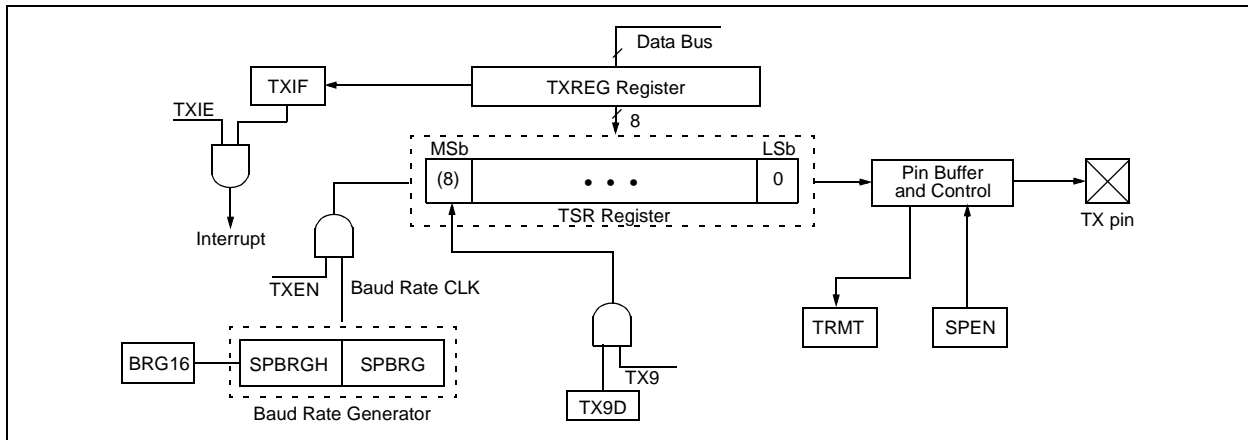 Data Bus
TXIF
TXREG Register
TXIE
8
MSb
LSb
(8)
• • •
0
Pin Buffer
and Control
TSR Register
TX pin
Interrupt
TXEN
Baud Rate CLK
TRMT
SPEN
BRG16
SPBRGH
SPBRG
TX9
TX9D
Baud Rate Generator